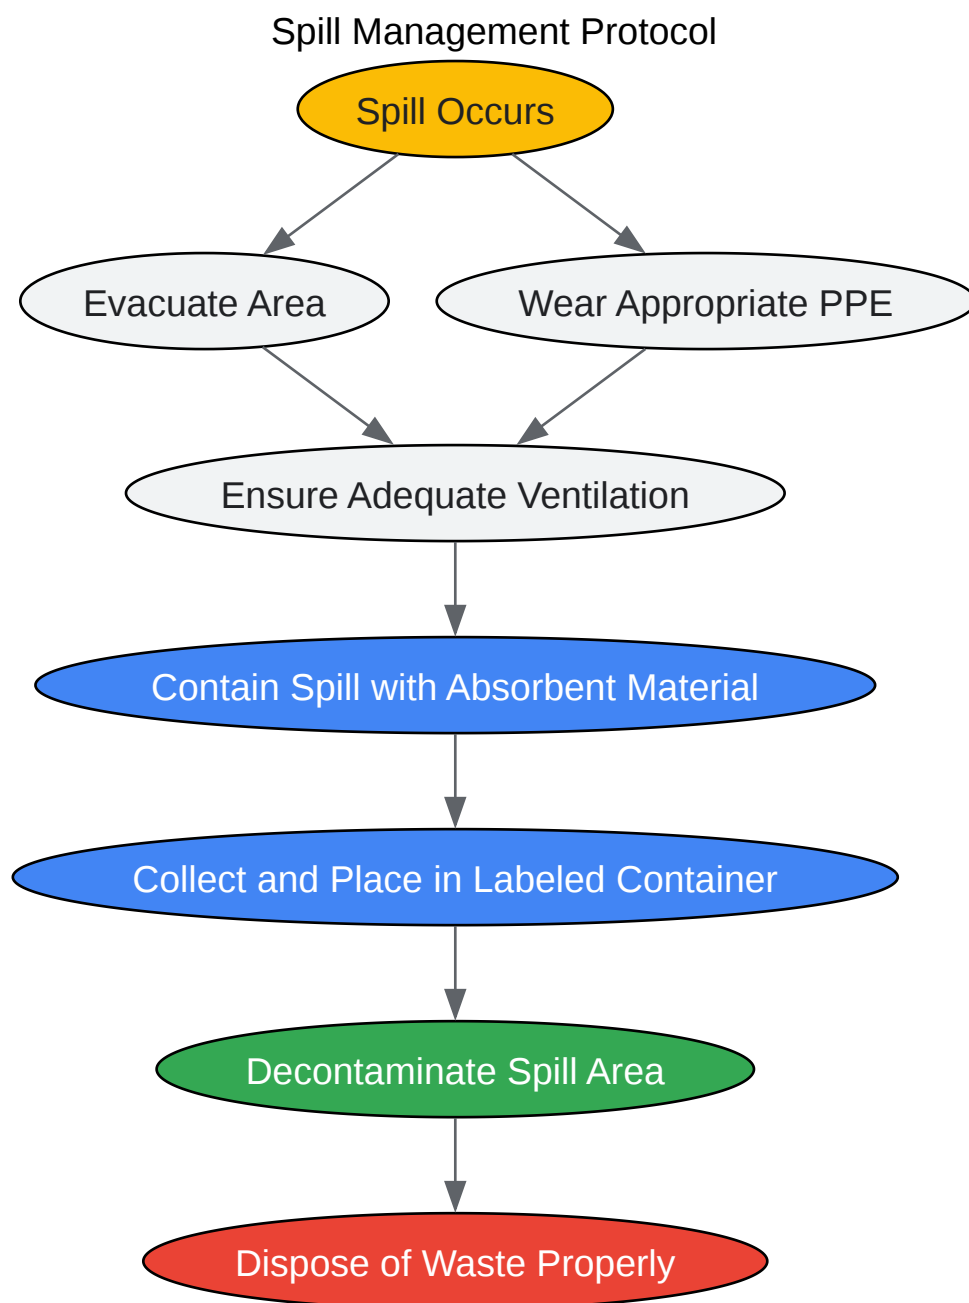 Spill Management Protocol
Spill Occurs
Evacuate Area
Wear Appropriate PPE
Ensure Adequate Ventilation
Contain Spill with Absorbent Material
Collect and Place in Labeled Container
Decontaminate Spill Area
Dispose of Waste Properly